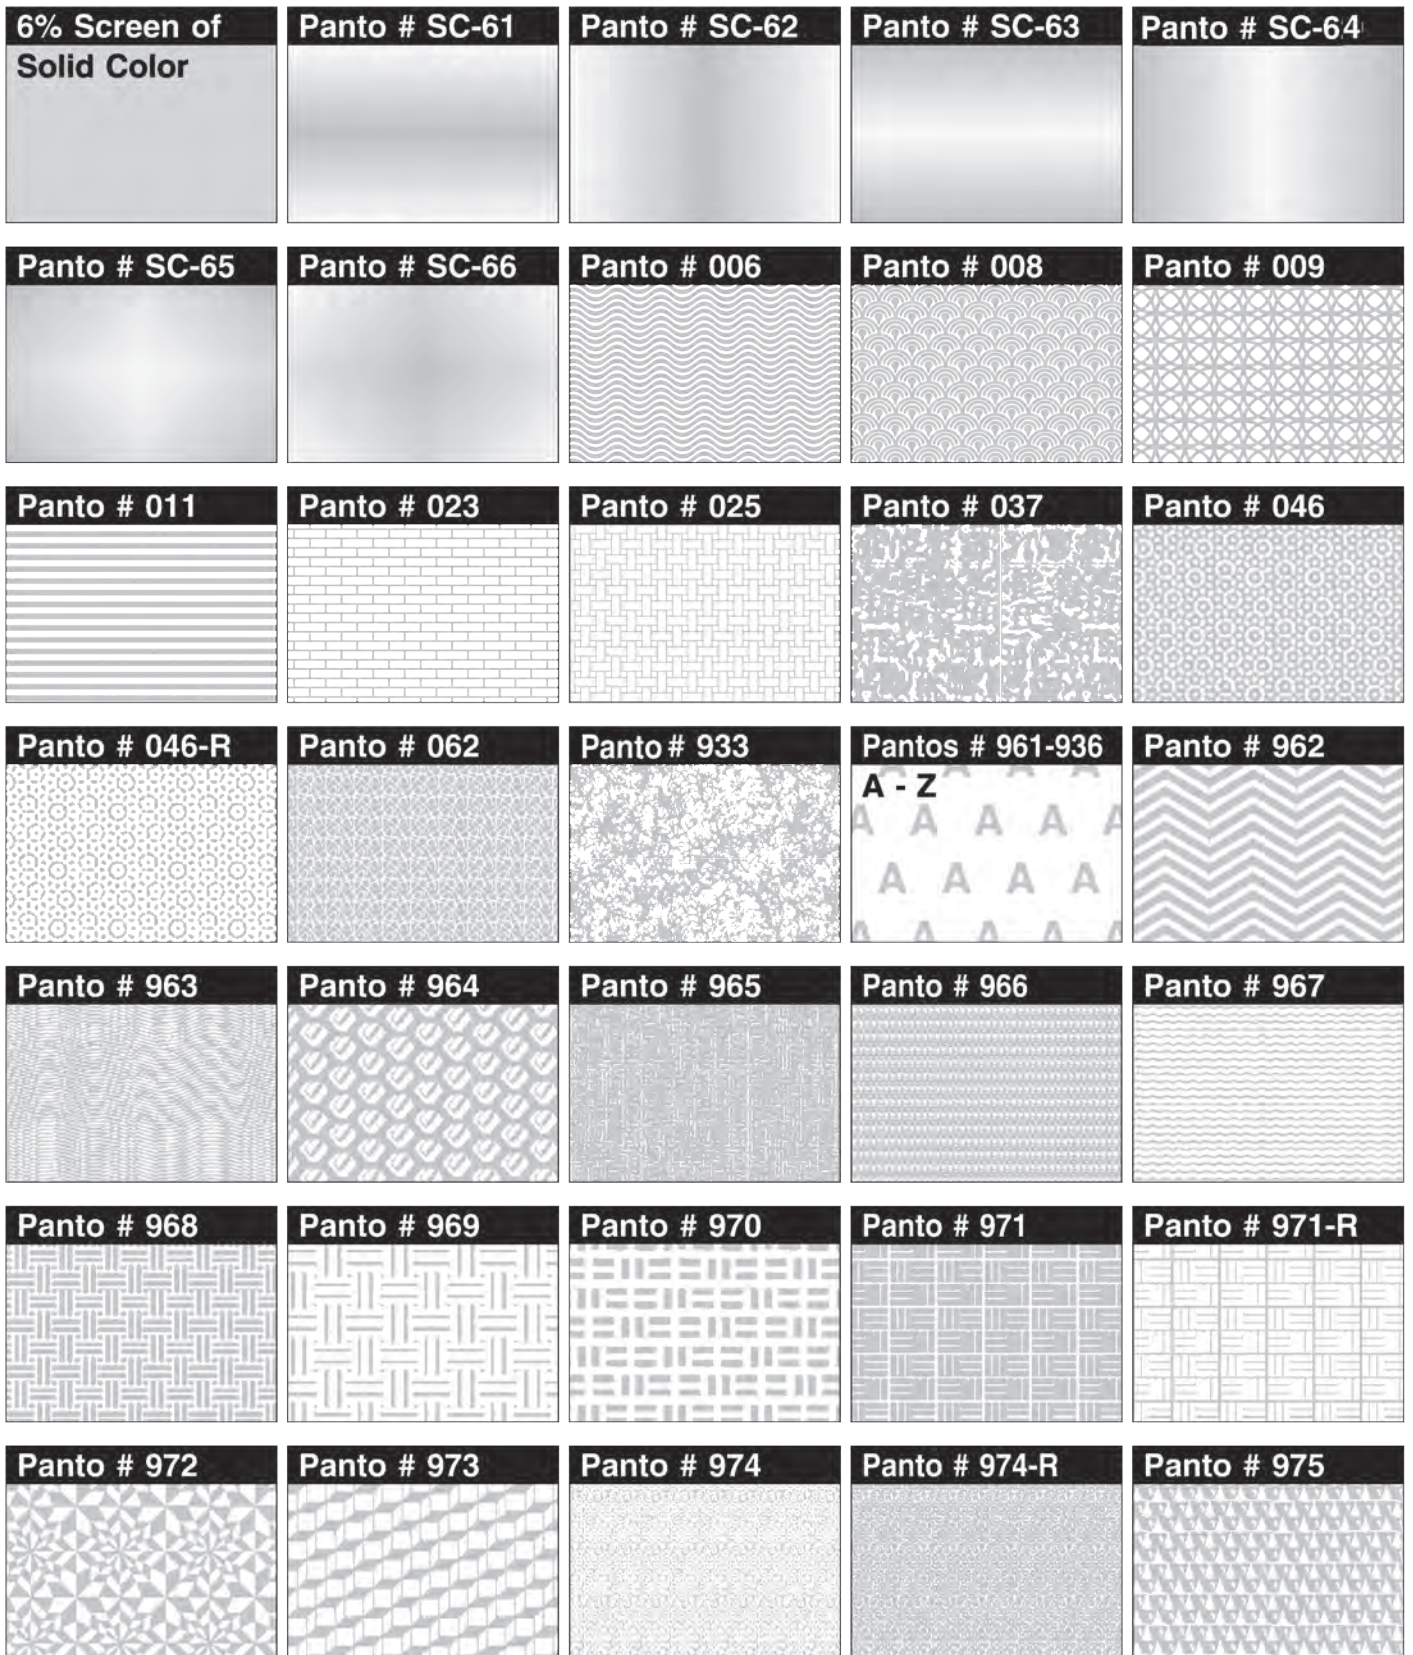 6% Screen of
Solid Color
Panto # SC-61
Panto # SC-62
Panto # SC-63
Panto # SC-64
Panto # SC-65
Panto # SC-66
Panto # 006
Panto # 008
Panto # 009
Panto # 011
Panto # 023
Panto # 025
Panto # 037
Panto # 046
Panto # 046-R
Panto # 062
Panto # 933
Pantos # 961-936
A - Z
A A A A
A A A A A
A A A A
A A A A A
Panto # 962
Panto # 963
Panto # 964
Panto # 965
Panto # 966
Panto # 967
Panto # 968
Panto # 969
Panto # 970
Panto # 971
Panto # 971-R
Panto # 972
Panto # 973
Panto # 974
Panto # 974-R
Panto # 975